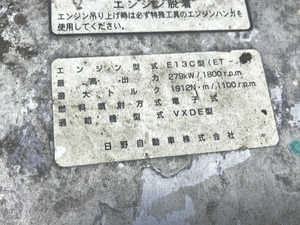 エンジン脱着
エンジン吊り上げ時は必ず特殊工具のエンジンハンガを
使用してください。
エンジン型式 E13C型(ET-
最高出力 279kW/1800r.p.m
最大トルク 1912N・m/1100r.p.m
燃料噴射方式 電子式
過給機型式 VXDE型
日野自動車株式会社